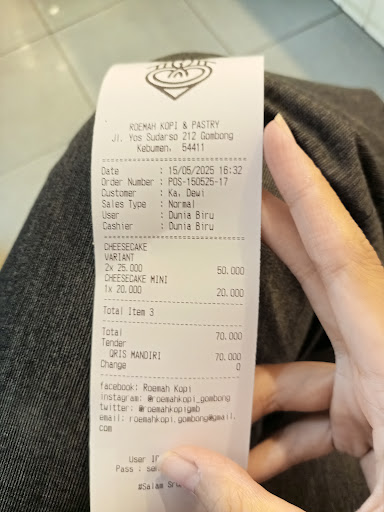 ROEMAH KOPI & PASTRY
Jl. Yos Sudarso 212 Gombong
Kebumen, 54411
Date : 15/05/2025 16:32
Order Number : POS-150525-17
Customer : Ka. Dewi
Sales Type : Normal
User : Dunia Biru
Cashier : Dunia Biru
CHEESECAKE
VARIANT
2x 25.000 50.000
CHEESECAKE MINI
1x 20.000 20.000
Total Item 3
Total 70.000
Tender
QRIS MANDIRI 70.000
Change 0
facebook: Roemah Kopi
instagram: @roemahkopi_gombong
twitter: @roemahkopigmb
email: roemahkopi.gombong@gmail.
com
User
Pass :
#Salam